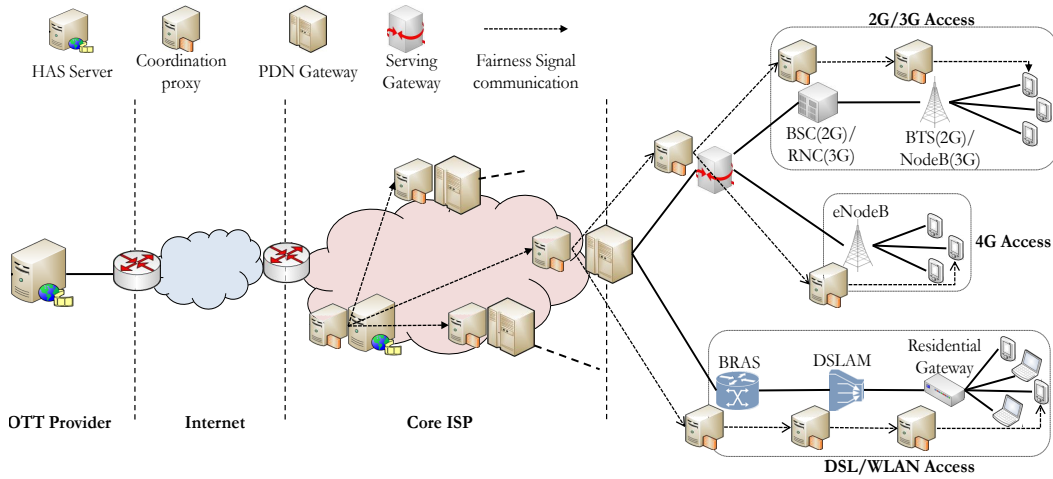 HAS Server
Coordination
proxy
PDN Gateway
Serving
Gateway
Fairness Signal
communication
2G/3G Access
BSC(2G)/
RNC(3G)
BTS(2G)/
NodeB(3G)
eNodeB
4G Access
BRAS
DSLAM
Residential
Gateway
DSL/WLAN Access
OTT Provider
Internet
Core ISP